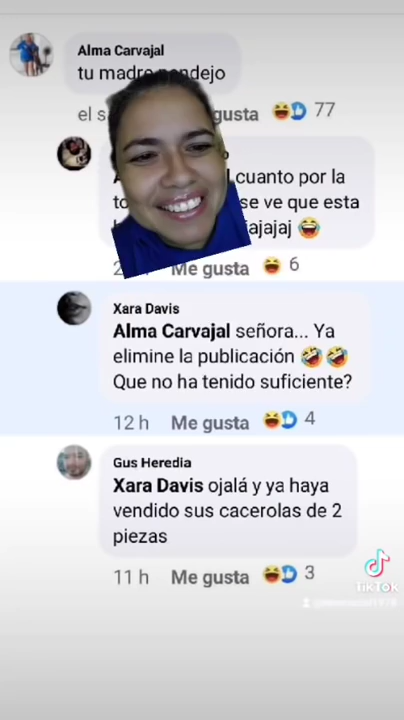 Alma Carvajal
tu madre pendejo
gusta 77
cuanto por la
se ve que esta
jajajaj
Me gusta 6
Xara Davis
Alma Carvajal señora... Ya
elimine la publicación
Que no ha tenido suficiente?
12 h Me gusta 4
Gus Heredia
Xara Davis ojalá y ya haya
vendido sus cacerolas de 2
piezas
11 h Me gusta 3
TikTok